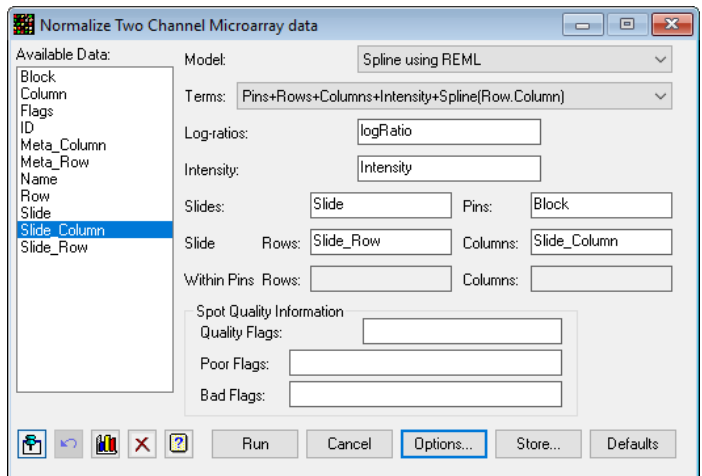 Normalize Two Channel Microarray data
Available Data:
Block
Column
Flags
ID
Meta_Column
Meta_Row
Name
Row
Slide
Slide_Column
Slide_Row
Model: Spline using REML
Terms: Pins+Rows+Columns+Intensity+Spline(Row.Column)
Log-ratios: logRatio
Intensity: Intensity
Slides: Slide Pins: Block
Slide Rows: Slide_Row Columns: Slide_Column
Within Pins Rows: Columns:
Spot Quality Information
Quality Flags:
Poor Flags:
Bad Flags:
Run Cancel Options... Store... Defaults